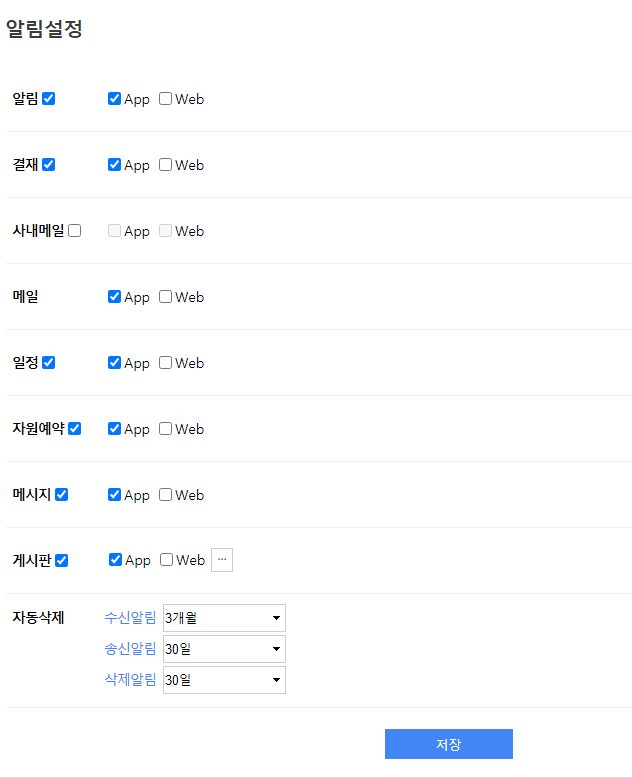 알림설정
알림 App Web
결재 App Web
사내메일 App Web
메일 App Web
일정 App Web
자원예약 App Web
메시지 App Web
게시판 App Web ...
자동삭제 수신알림 3개월
송신알림 30일
삭제알림 30일
저장